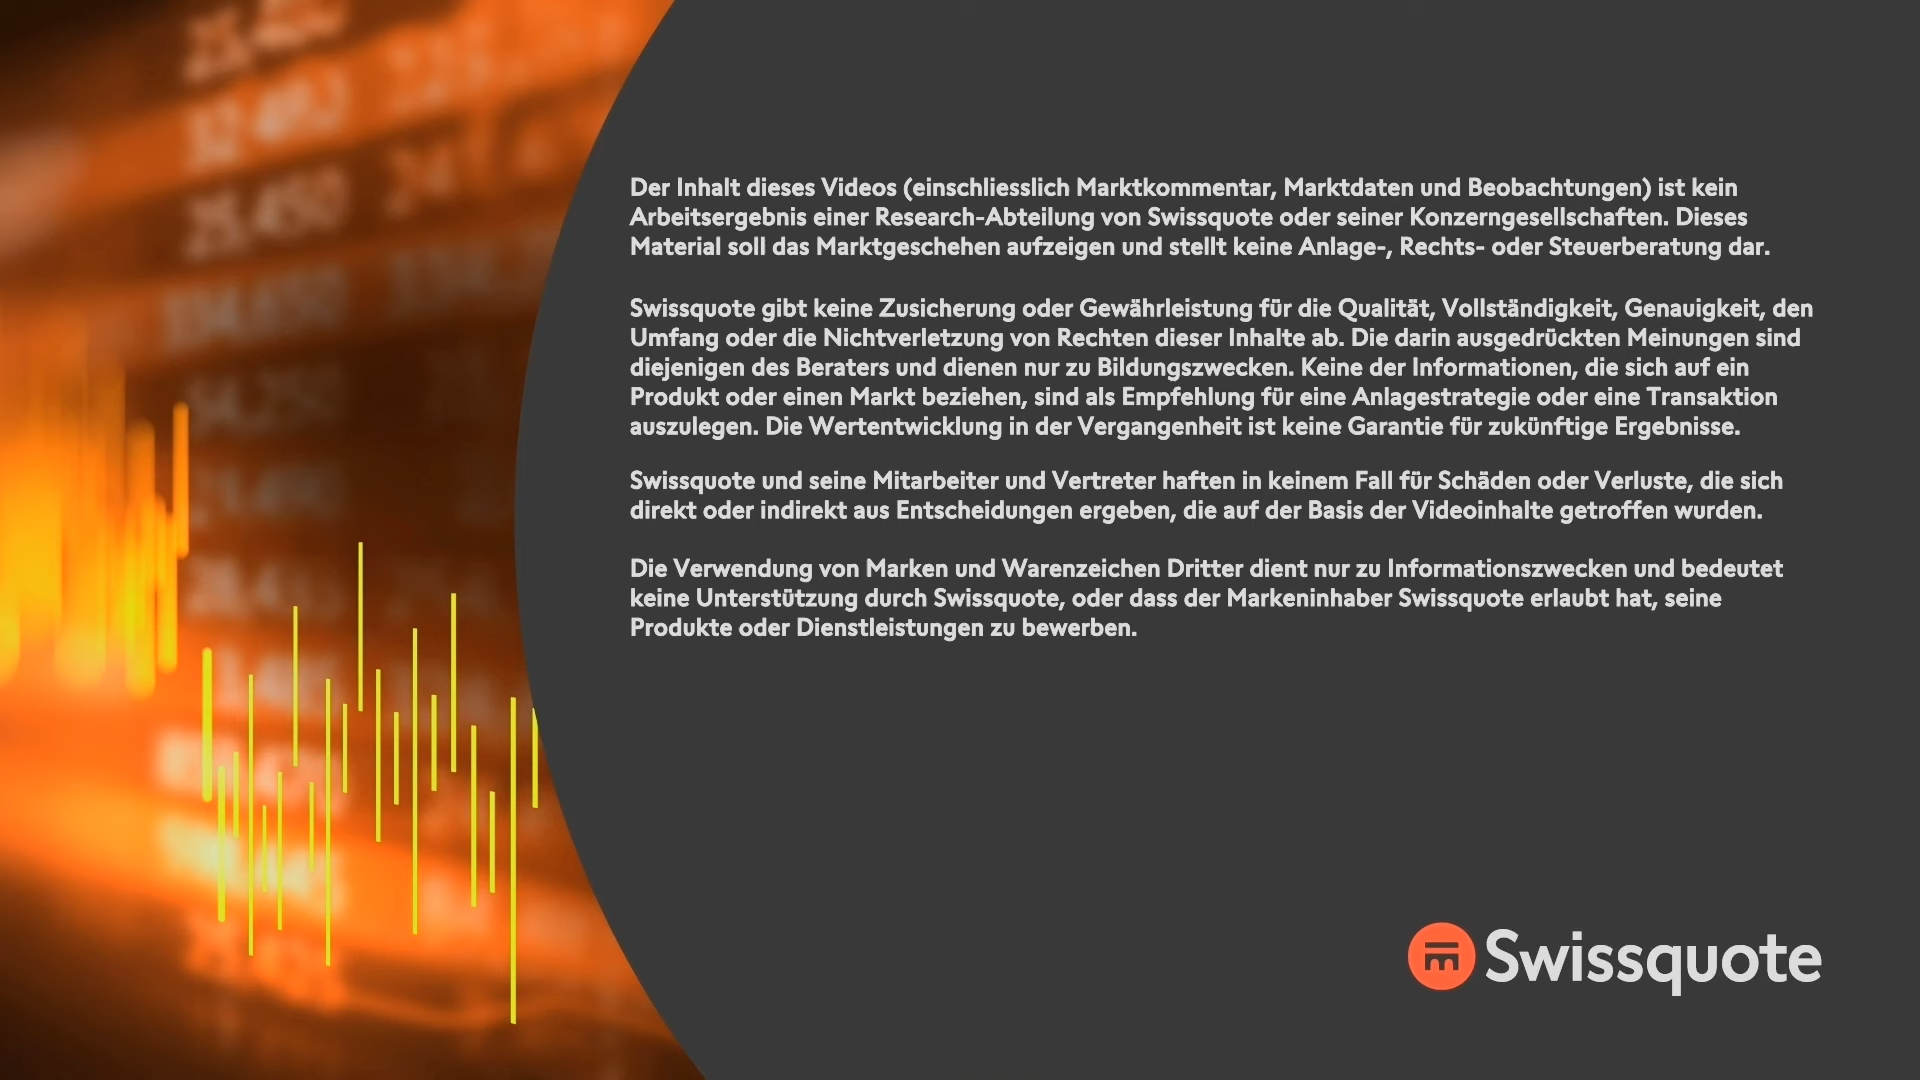 Der Inhalt dieses Videos (einschliesslich Marktkommentar, Marktdaten und Beobachtungen) ist kein
Arbeitsergebnis einer Research-Abteilung von Swissquote oder seiner Konzerngesellschaften. Dieses
Material soll das Marktgeschehen aufzeigen und stellt keine Anlage-, Rechts- oder Steuerberatung dar.
Swissquote gibt keine Zusicherung oder Gewährleistung für die Qualität, Vollständigkeit, Genauigkeit, den
Umfang oder die Nichtverletzung von Rechten dieser Inhalte ab. Die darin ausgedrückten Meinungen sind
diejenigen des Beraters und dienen nur zu Bildungszwecken. Keine der Informationen, die sich auf ein
Produkt oder einen Markt beziehen, sind als Empfehlung für eine Anlagestrategie oder eine Transaktion
auszulegen. Die Wertentwicklung in der Vergangenheit ist keine Garantie für zukünftige Ergebnisse.
Swissquote und seine Mitarbeiter und Vertreter haften in keinem Fall für Schäden oder Verluste, die sich
direkt oder indirekt aus Entscheidungen ergeben, die auf der Basis der Videoinhalte getroffen wurden.
Die Verwendung von Marken und Warenzeichen Dritter dient nur zu Informationszwecken und bedeutet
keine Unterstützung durch Swissquote, oder dass der Markeninhaber Swissquote erlaubt hat, seine
Produkte oder Dienstleistungen zu bewerben.
Swissquote